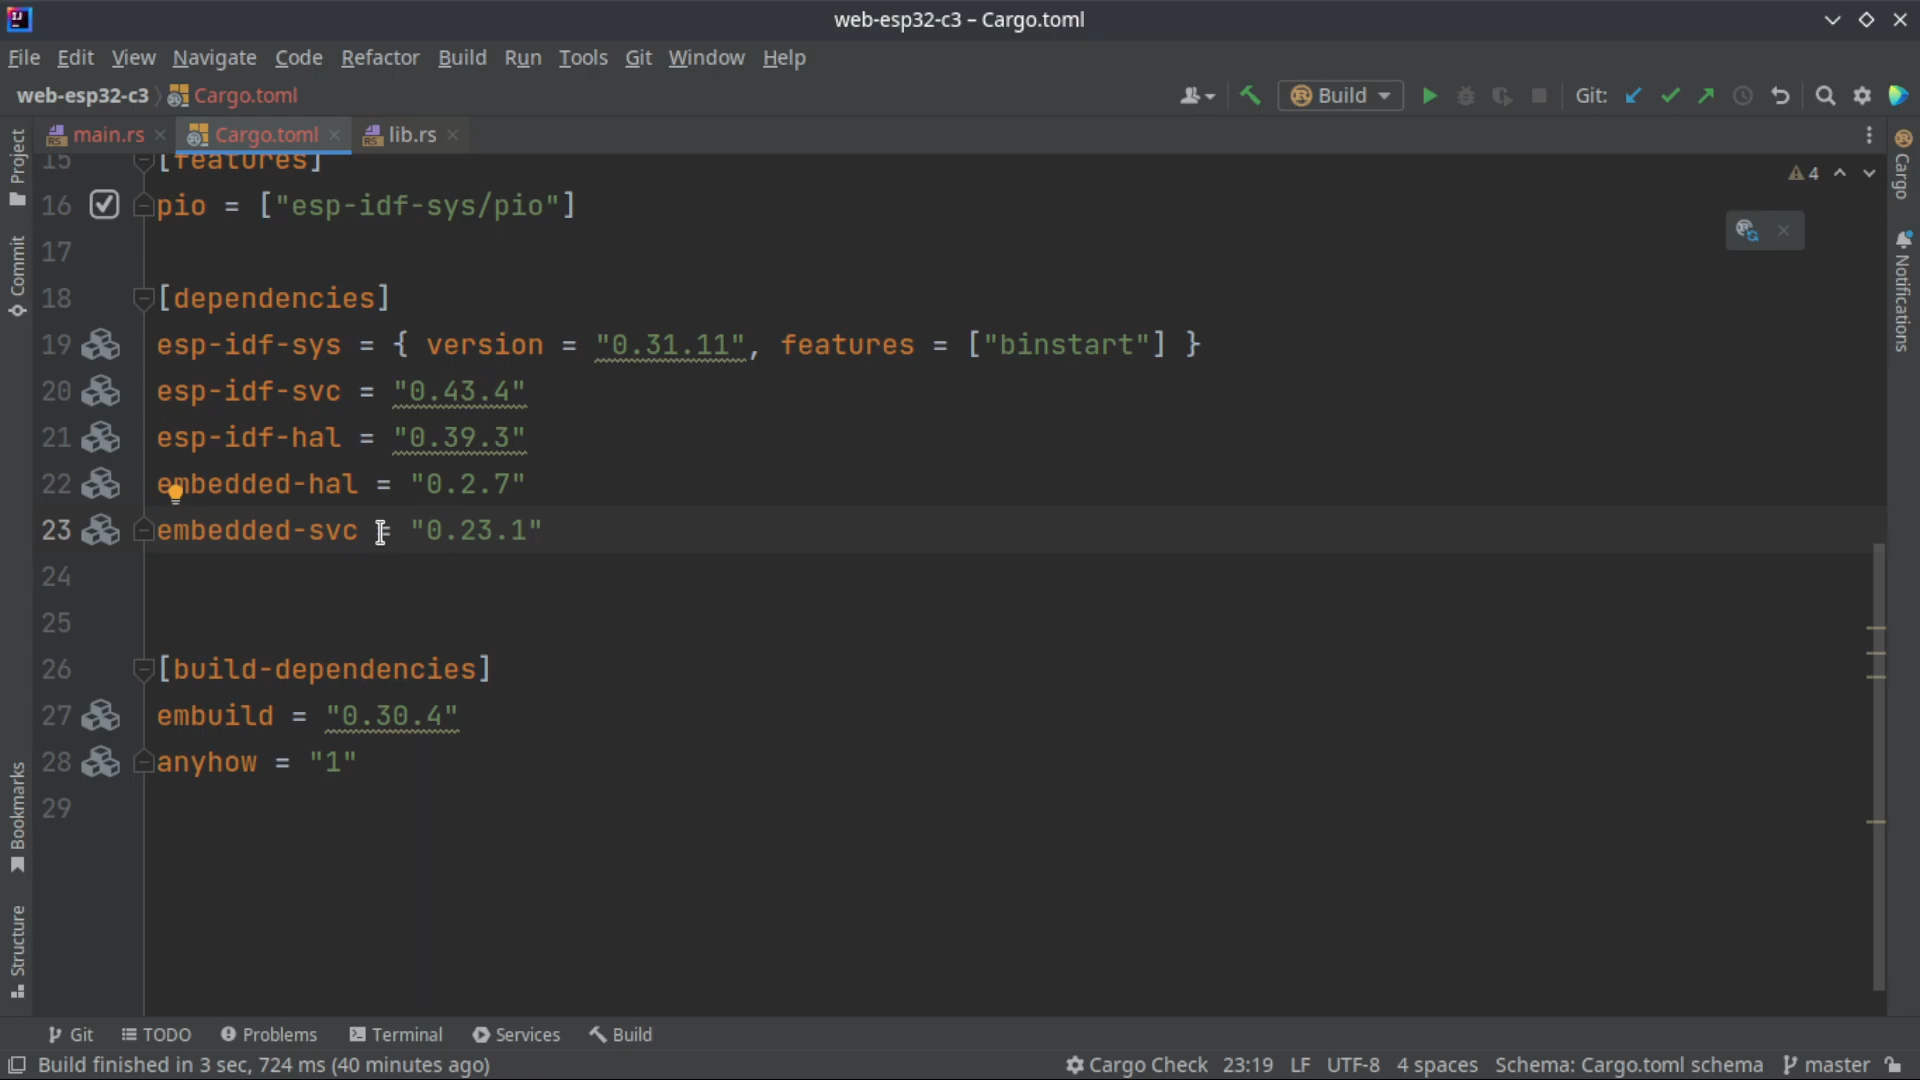 web-esp32-c3 – Cargo.toml
File Edit View Navigate Code Refactor Build Run Tools Git Window Help
web-esp32-c3 Cargo.toml Build Git:
main.rs Cargo.toml lib.rs
Project
Commit
Bookmarks
Structure
15 [features]
16 pio = ["esp-idf-sys/pio"]
17
18 [dependencies]
19 esp-idf-sys = { version = "0.31.11", features = ["binstart"] }
20 esp-idf-svc = "0.43.4"
21 esp-idf-hal = "0.39.3"
22 embedded-hal = "0.2.7"
23 embedded-svc = "0.23.1"
24
25
26 [build-dependencies]
27 embuild = "0.30.4"
28 anyhow = "1"
29
4
Cargo
Notifications
Git TODO Problems Terminal Services Build
Build finished in 3 sec, 724 ms (40 minutes ago) Cargo Check 23:19 LF UTF-8 4 spaces Schema: Cargo.toml schema master